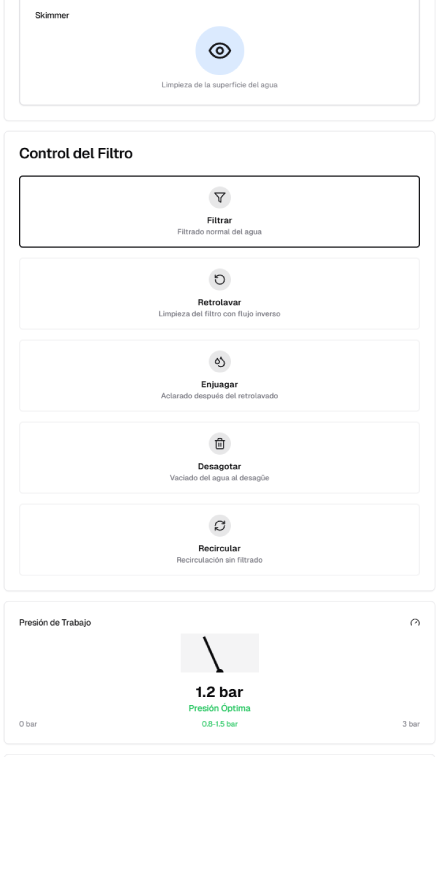 Skimmer
Limpieza de la superficie del agua
Control del Filtro
Filtrar
Filtrado normal del agua
Retrolavar
Limpieza del filtro con flujo inverso
Enjuagar
Aclarado después del retrolavado
Desagotar
Vaciado del agua al desagüe
Recircular
Recirculación sin filtrado
Presión de Trabajo
1.2 bar
Presión Óptima
0 bar
0.8-1.5 bar
3 bar